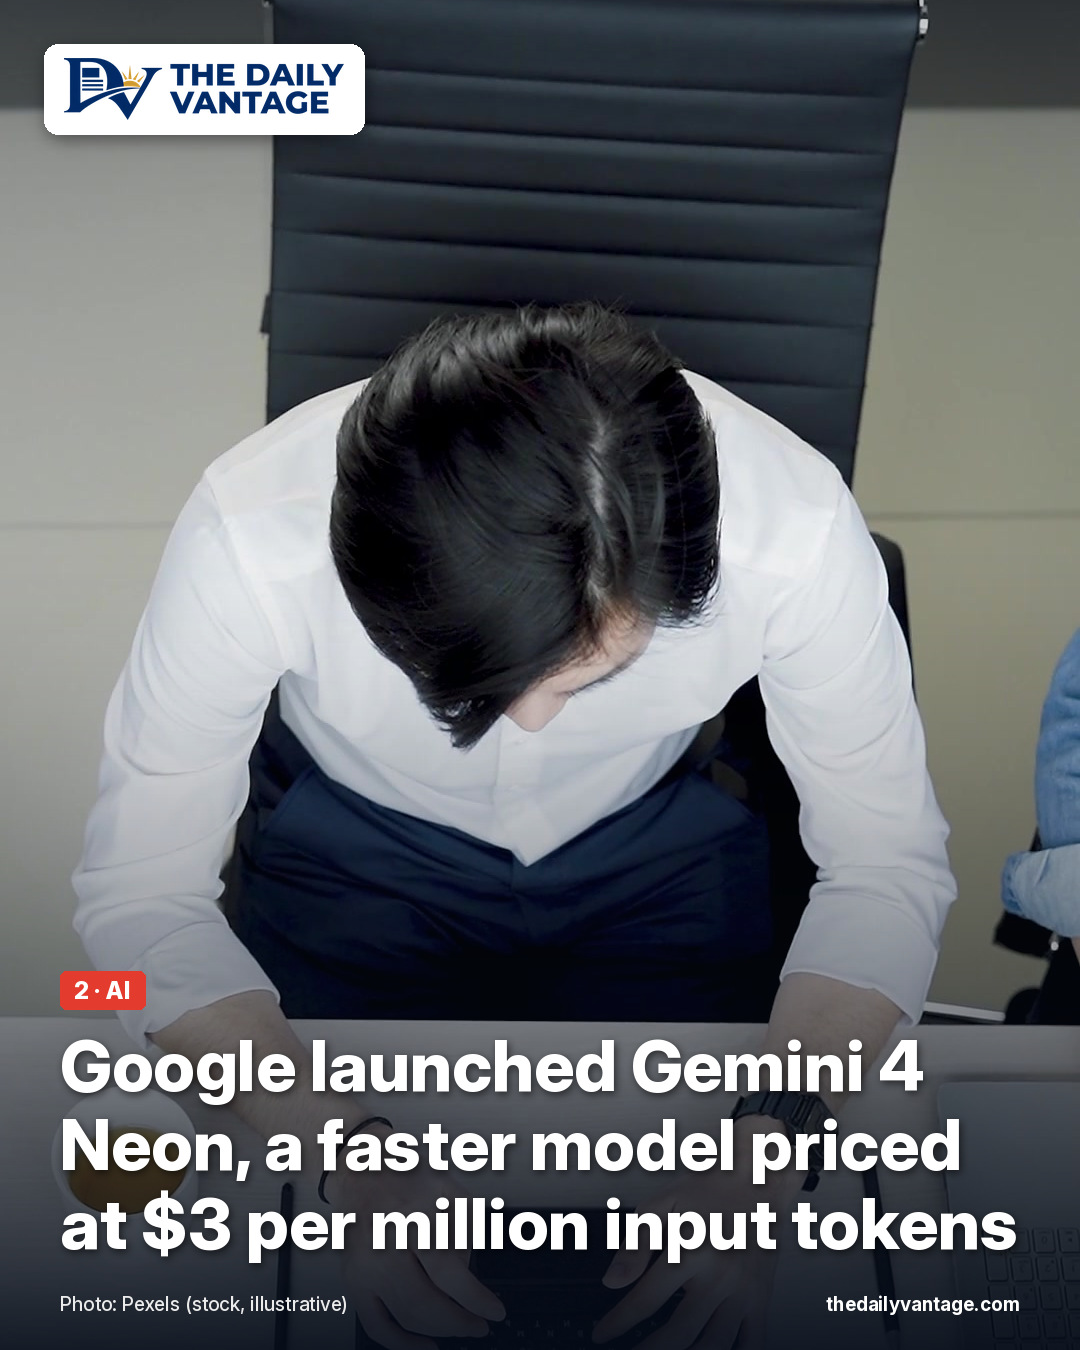 THE DAILY
VANTAGE
2 · AI
Google launched Gemini 4
Neon, a faster model priced
at $3 per million input tokens
Photo: Pexels (stock, illustrative)
thedailyvantage.com